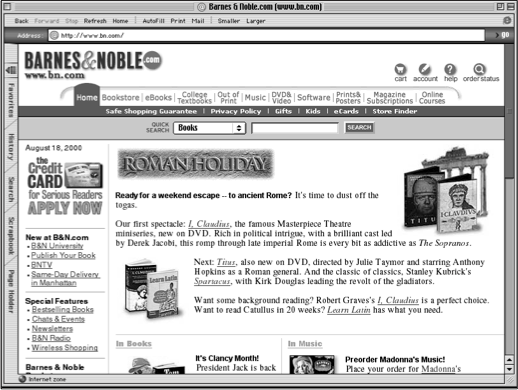 Barnes & Noble.com (www.bn.com)
Back Forward Stop Refresh Home AutoFill Print Mail Smaller Larger
Address http://www.bn.com/ go
BARNES&NOBLE.com
www.bn.com
cart account help order status
Home Bookstore eBooks College Textbooks Out of Print Music DVD& Video Software Prints& Posters Magazine Subscriptions Online Courses
Safe Shopping Guarantee | Privacy Policy | Gifts | Kids | eCards | Store Finder
QUICK SEARCH Books SEARCH
Favorites
History
Search
Scrapbook
Page Holder
August 18, 2000
the Credit CARD
for Serious Readers
APPLY NOW
New at B&N.com
B&N University
Publish Your Book
BNTV
Same-Day Delivery in Manhattan
Special Features
Bestselling Books
Chats & Events
Newsletters
B&N Radio
Wireless Shopping
Barnes & Noble
ROMAN HOLIDAY
Ready for a weekend escape -- to ancient Rome? It's time to dust off the
togas.
Our first spectacle: I, Claudius, the famous Masterpiece Theatre
miniseries, new on DVD. Rich in political intrigue, with a brilliant cast led
by Derek Jacobi, this romp through late imperial Rome is every bit as addictive as The Sopranos.
TITUS
I CLAUDIUS
Next: Titus, also new on DVD, directed by Julie Taymor and starring Anthony
Hopkins as a Roman general. And the classic of classics, Stanley Kubrick's
Spartacus, with Kirk Douglas leading the revolt of the gladiators.
Learn Latin
Want some background reading? Robert Graves's I, Claudius is a perfect choice.
Want to read Catullus in 20 weeks? Learn Latin has what you need.
In Books
It's Clancy Month!
President Jack is back
In Music
Preorder Madonna's Music!
Place your order for Madonna's
Internet zone